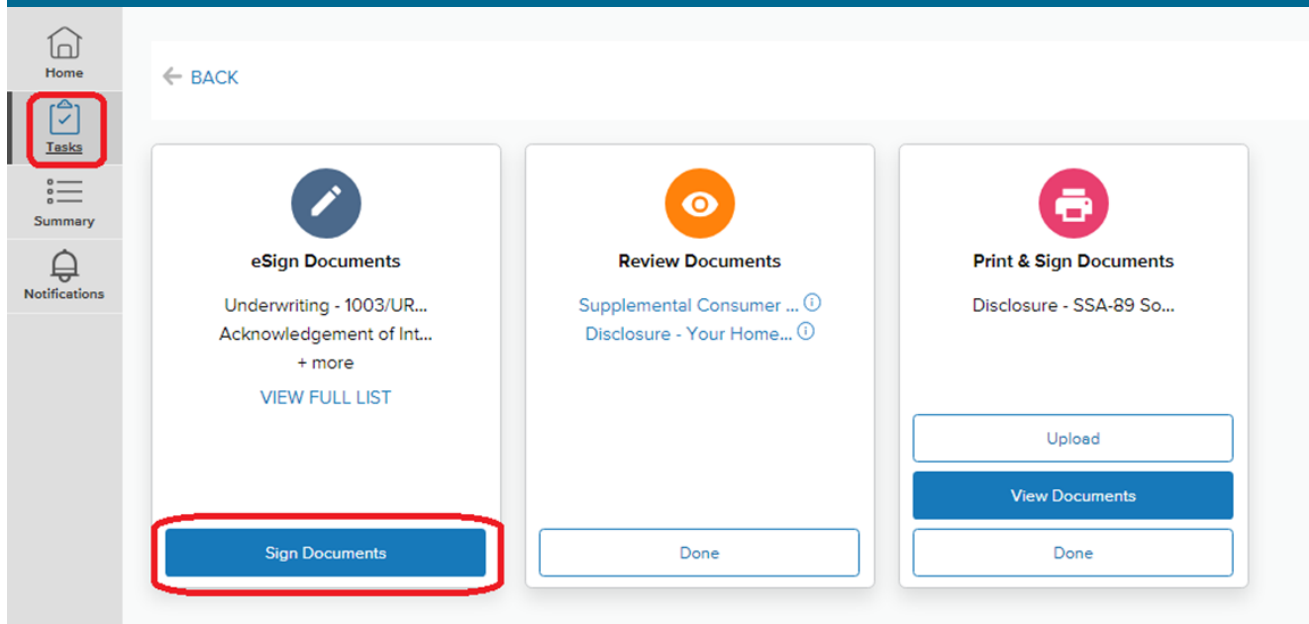 Home
Tasks
Summary
Notifications
BACK
eSign Documents
Underwriting - 1003/UR...
Acknowledgement of Int...
+ more
VIEW FULL LIST
Sign Documents
Review Documents
Supplemental Consumer ...
Disclosure - Your Home...
Done
Print & Sign Documents
Disclosure - SSA-89 So...
Upload
View Documents
Done